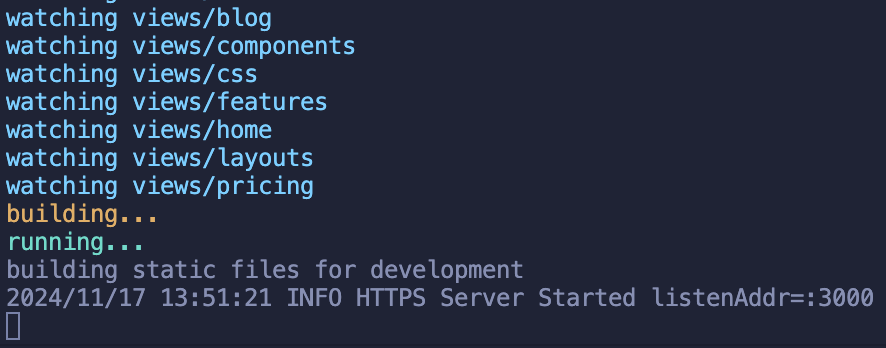 watching views/blog
watching views/components
watching views/css
watching views/features
watching views/home
watching views/layouts
watching views/pricing
building...
running...
building static files for development
2024/11/17 13:51:21 INFO HTTPS Server Started listenAddr=:3000